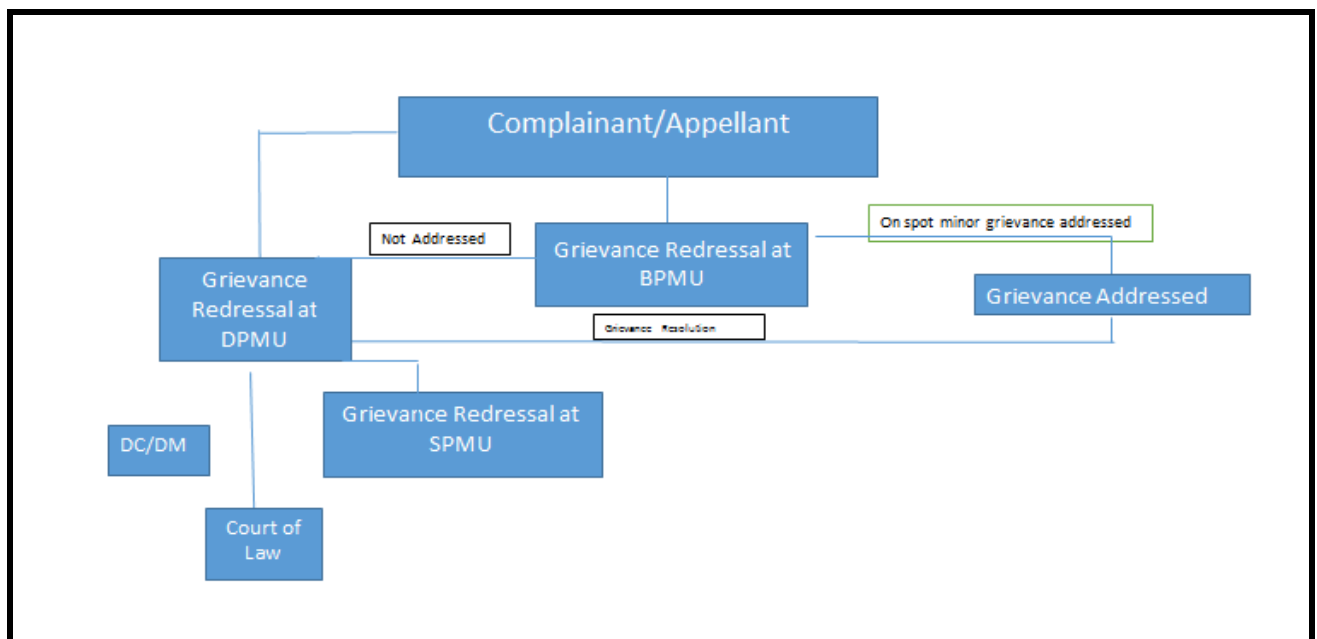 Complainant/Appellant
On spot minor grievance addressed
Not Addressed
Grievance Redressal at
BPMU
Grievance
Redressal at
DPMU
Grievance Addressed
Grievance Resolution
Grievance Redressal at
SPMU
DC/DM
Court of
Law